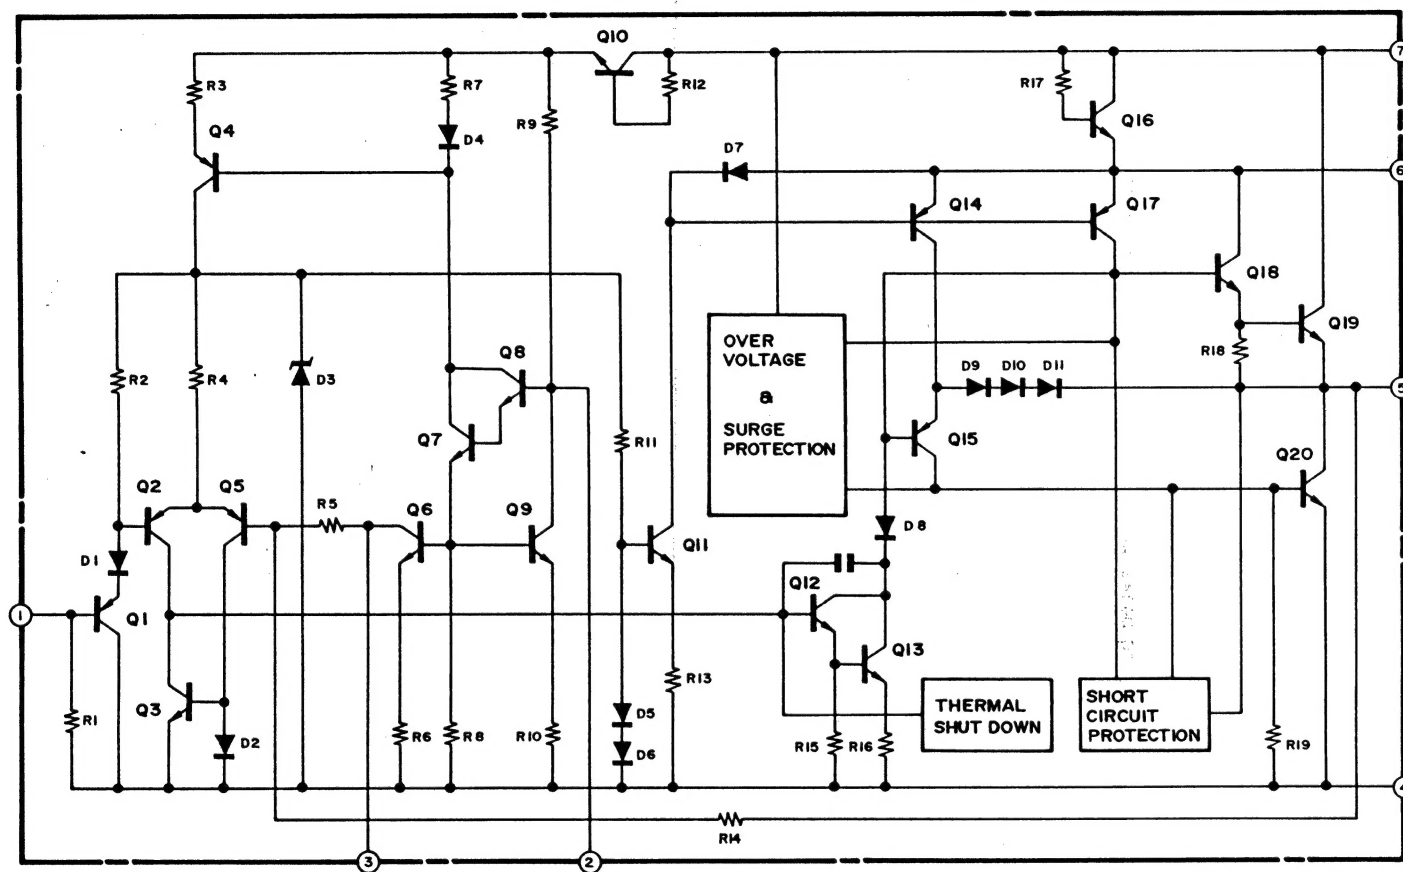 Q10
7
R3
R7
R12
R17
Q4
R9
Q16
D4
D7
6
Q14
Q17
Q18
OVER
VOLTAGE
&
SURGE
PROTECTION
Q19
Q8
R18
R2
R4
D3
D9
D10
D11
5
Q7
R11
Q15
Q20
Q2
Q5
R5
Q6
Q9
D8
Q11
D1
Q12
1
Q1
Q13
R13
THERMAL
SHUT DOWN
SHORT
CIRCUIT
PROTECTION
Q3
R1
D2
R6
R8
R10
D5
D6
R15
R16
R19
4
R14
3
2